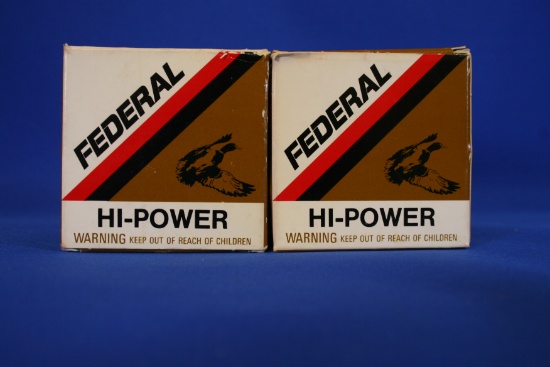 FEDERAL
HI-POWER
WARNING KEEP OUT OF REACH OF CHILDREN
FEDERAL
HI-POWER
WARNING KEEP OUT OF REACH OF CHILDREN